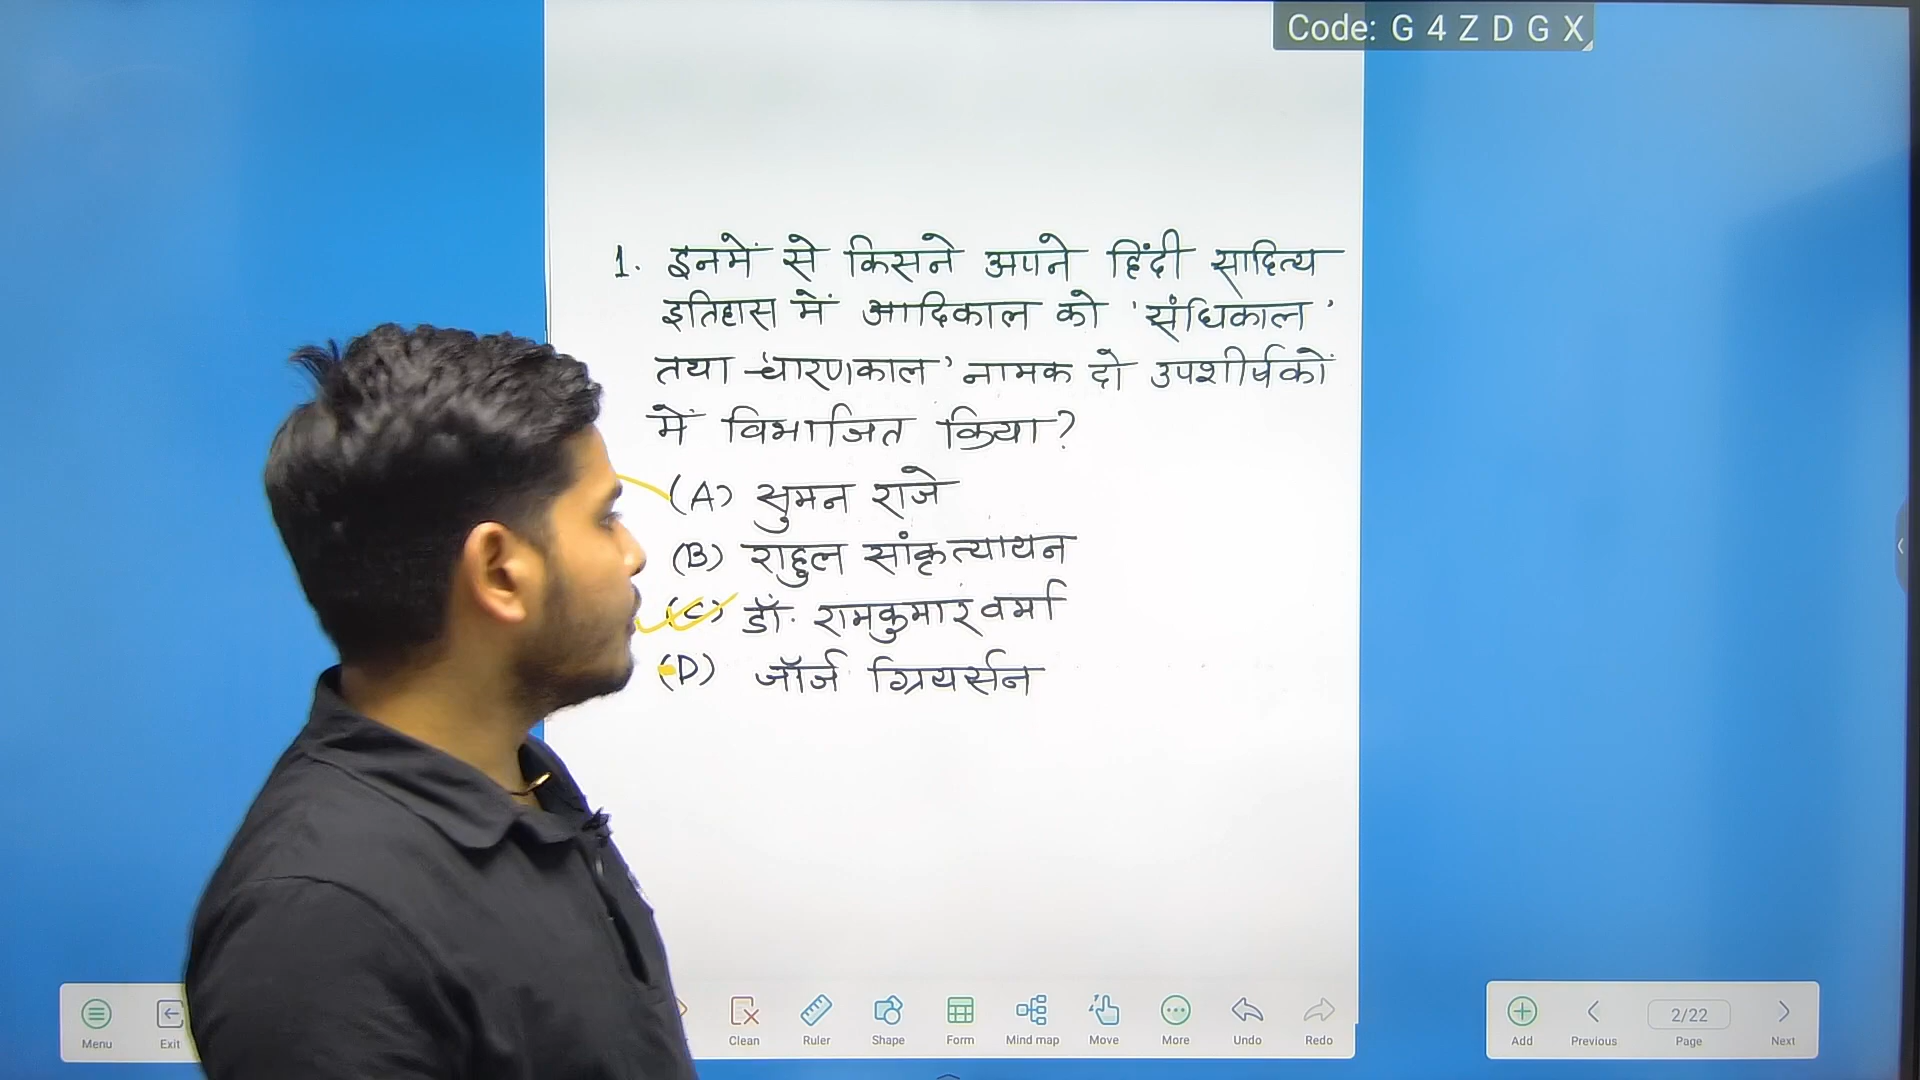 Code: G 4 Z D G X
1. इनमें से किसने अपने हिंदी साहित्य
इतिहास में आदिकाल को 'संधिकाल'
तथा 'चारणकाल' नामक दो उपशीर्षकों
में विभाजित किया?
(A) सुमन राजे
(B) राहुल सांकृत्यायन
(C) डॉ. रामकुमार वर्मा
(D) जॉर्ज ग्रियर्सन
Menu Exit Clean Ruler Shape Form Mind map Move More Undo Redo Add Previous 2/22 Page Next